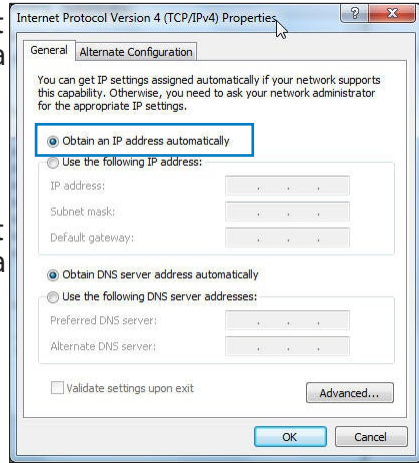 Internet Protocol Version 4 (TCP/IPv4) Properties
General
Alternate Configuration
You can get IP settings assigned automatically if your network supports
this capability. Otherwise, you need to ask your network administrator
for the appropriate IP settings.
Obtain an IP address automatically
Use the following IP address:
IP address:
Subnet mask:
Default gateway:
Obtain DNS server address automatically
Use the following DNS server addresses:
Preferred DNS server:
Alternate DNS server:
Validate settings upon exit
Advanced...
OK
Cancel